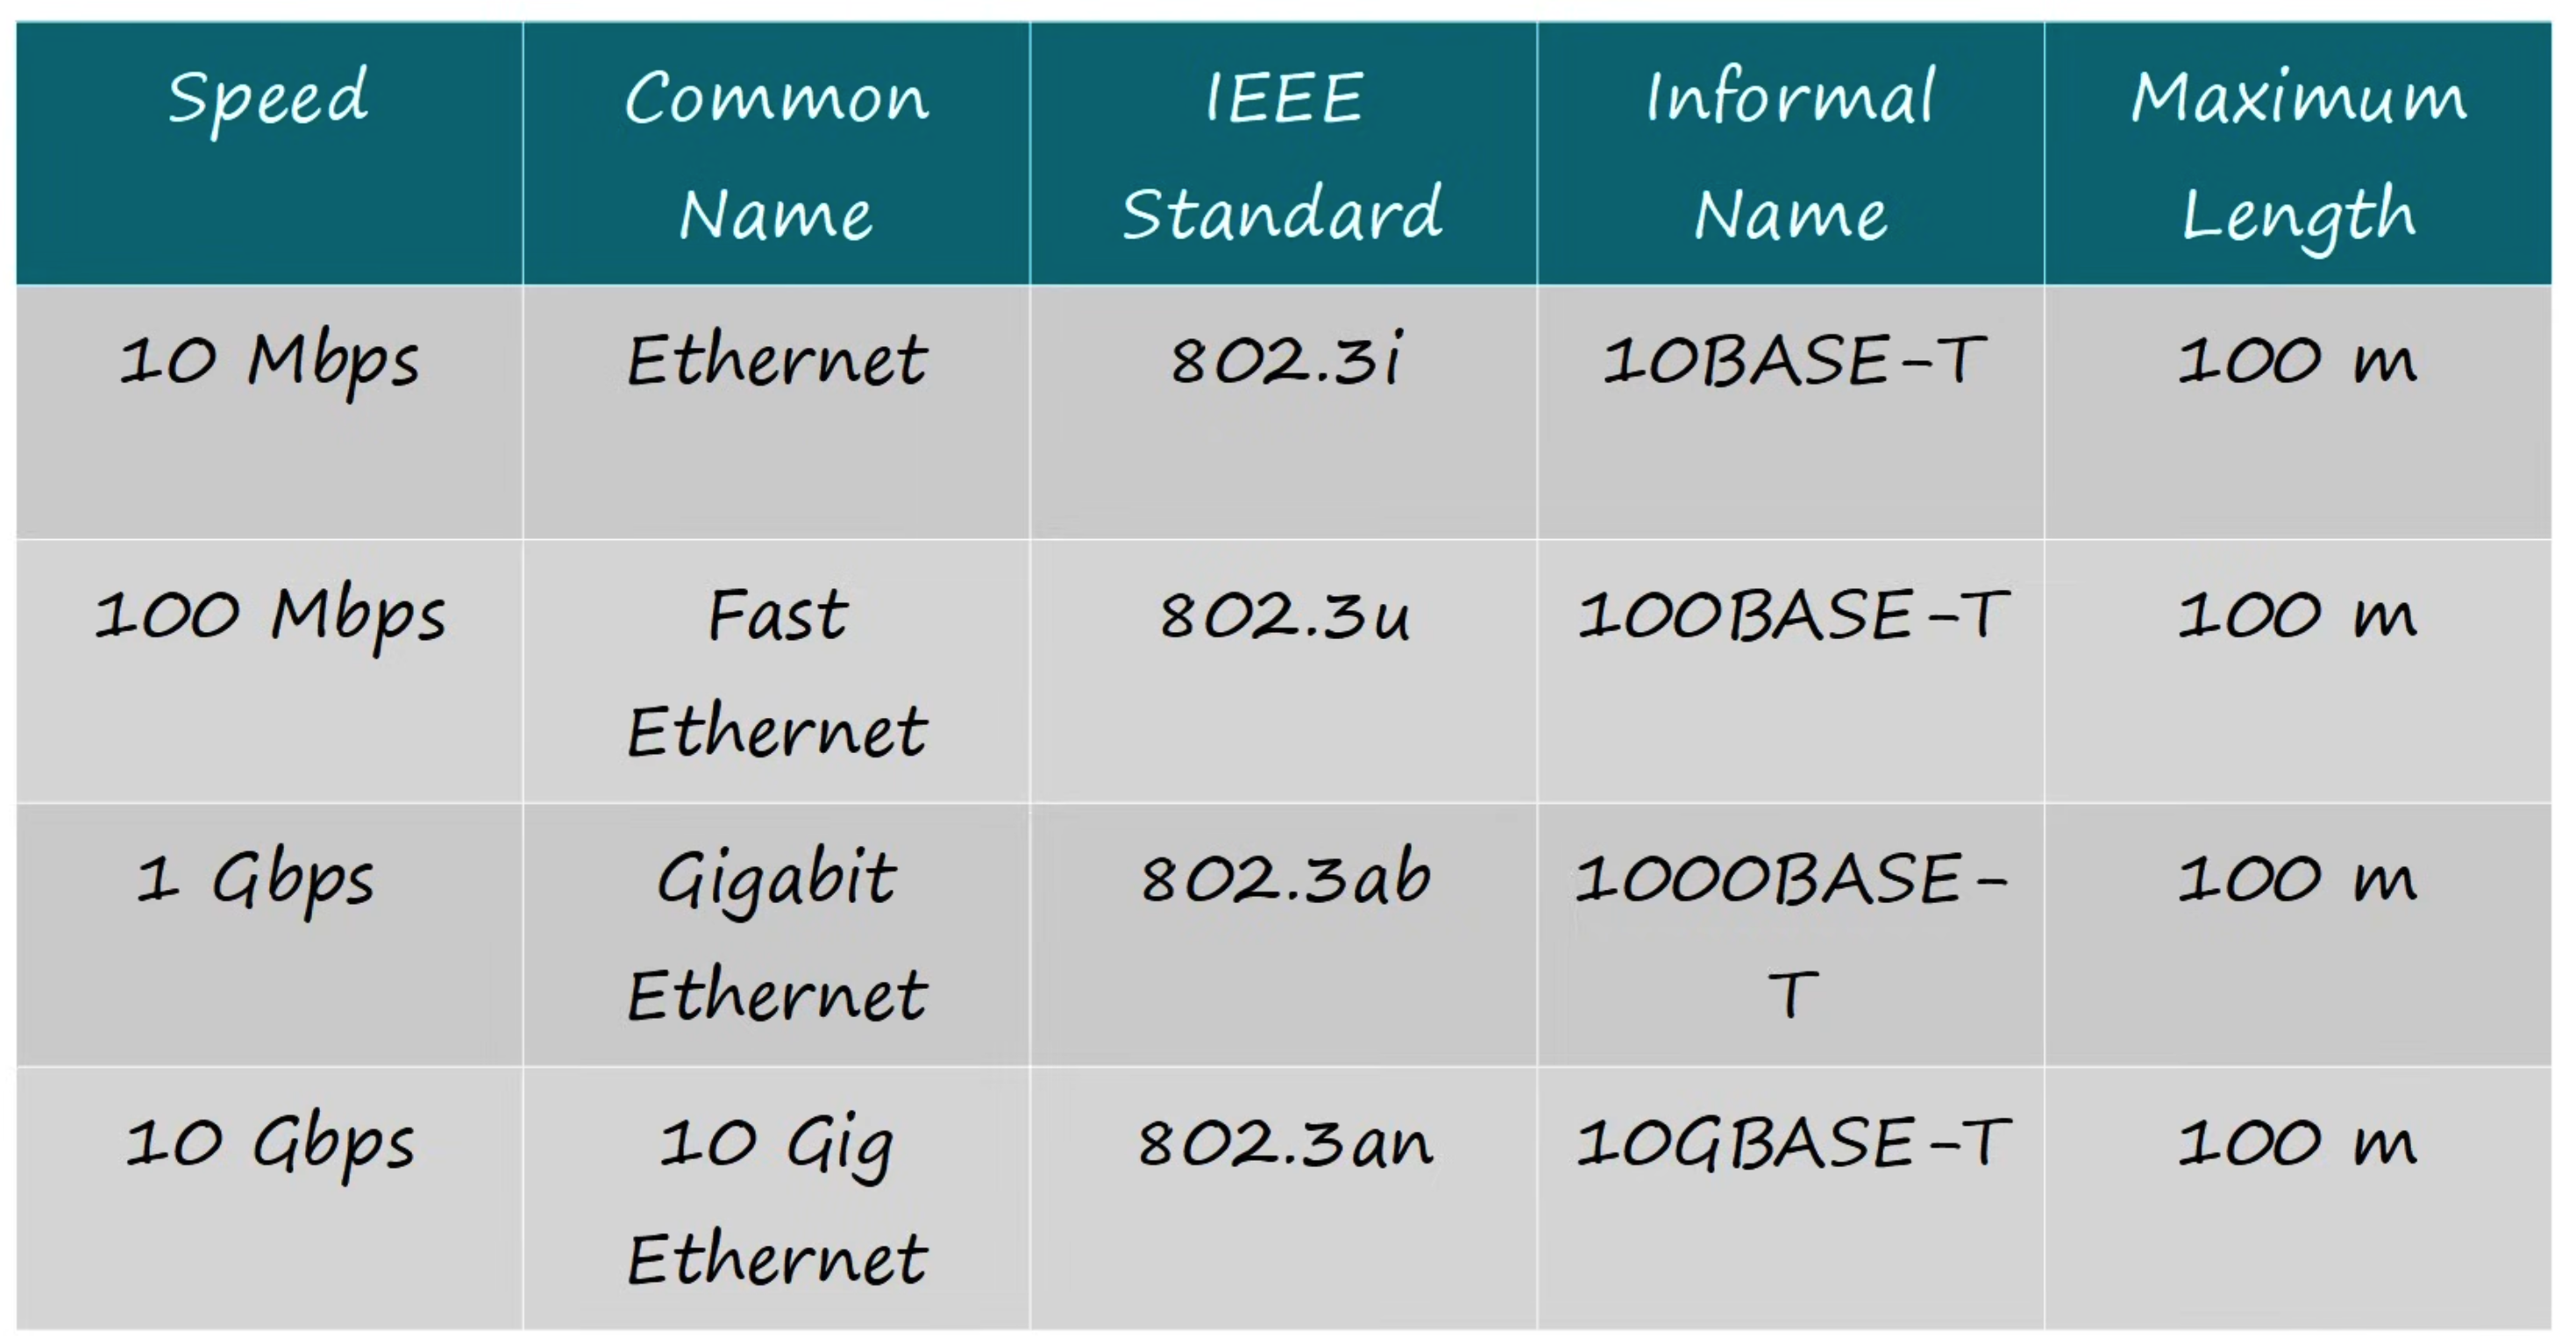 Speed
Common
Name
IEEE
Standard
Informal
Name
Maximum
Length
10 Mbps
Ethernet
802.3i
10BASE-T
100 m
100 Mbps
Fast
Ethernet
802.3u
100BASE-T
100 m
1 Gbps
Gigabit
Ethernet
802.3ab
1000BASE-
T
100 m
10 Gbps
10 Gig
Ethernet
802.3an
10GBASE-T
100 m